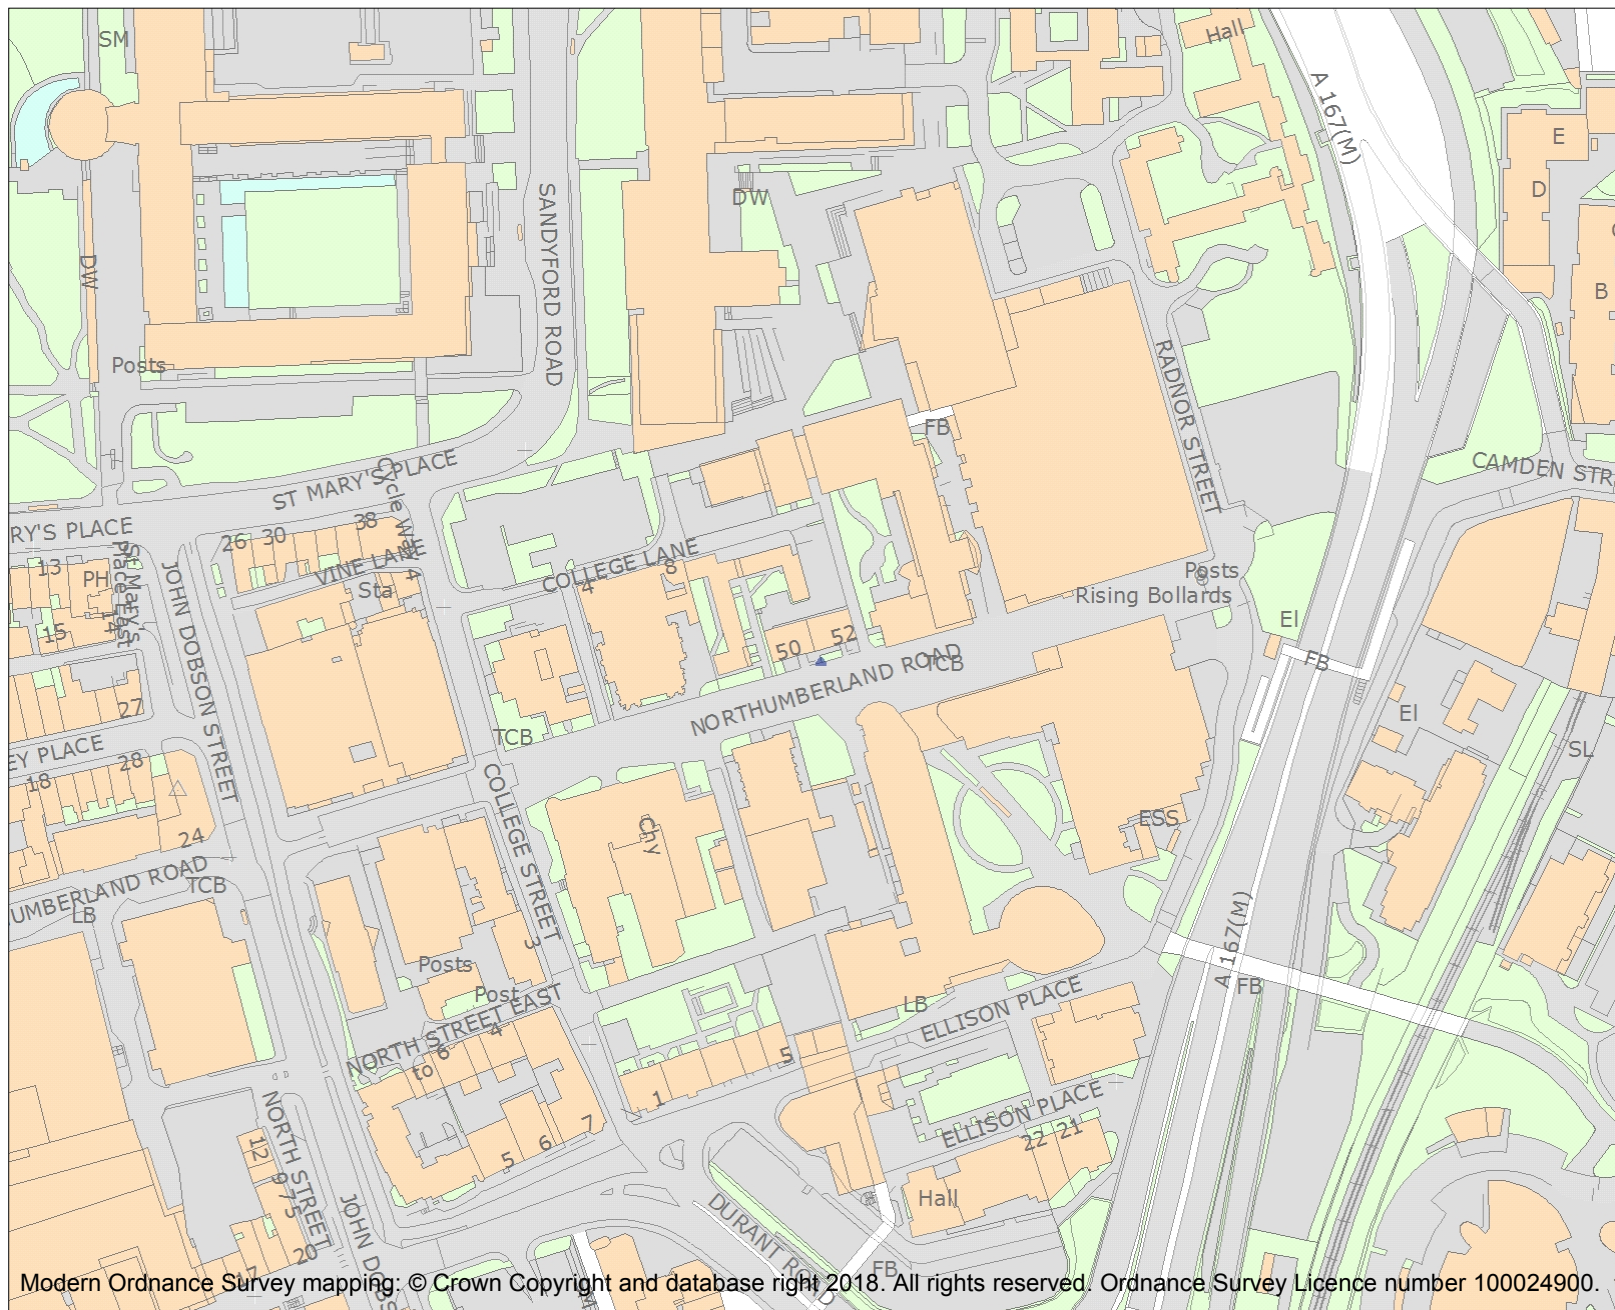 SM
Hall
A 167(M)
E
D
DW
SANDYFORD ROAD
DW
B
Posts
RADNOR STREET
FB
ST MARY'S PLACE
Cycle Way
CAMDEN STR
RY'S PLACE
26
30
38
VINE LANE
4
Sta
COLLEGE LANE
4
8
13
PH
15
14
St Mary's
Place East
JOHN DOBSON STREET
Posts
Rising Bollards
El
FB
50
52
TCB
NORTHUMBERLAND ROAD
27
TCB
El
SL
EY PLACE
18
28
24
COLLEGE STREET
Chy
ESS
UMBERLAND ROAD
TCB
LB
3
Posts
Post
A 167(M)
FB
LB
ELLISON PLACE
NORTH STREET EAST
4
to 6
5
1
ELLISON PLACE
22
21
7
6
5
NORTH STREET
12
9 7 5
20
17
JOHN DOBS
Hall
DURANT ROAD
FB
Modern Ordnance Survey mapping: © Crown Copyright and database right 2018. All rights reserved. Ordnance Survey Licence number 100024900.